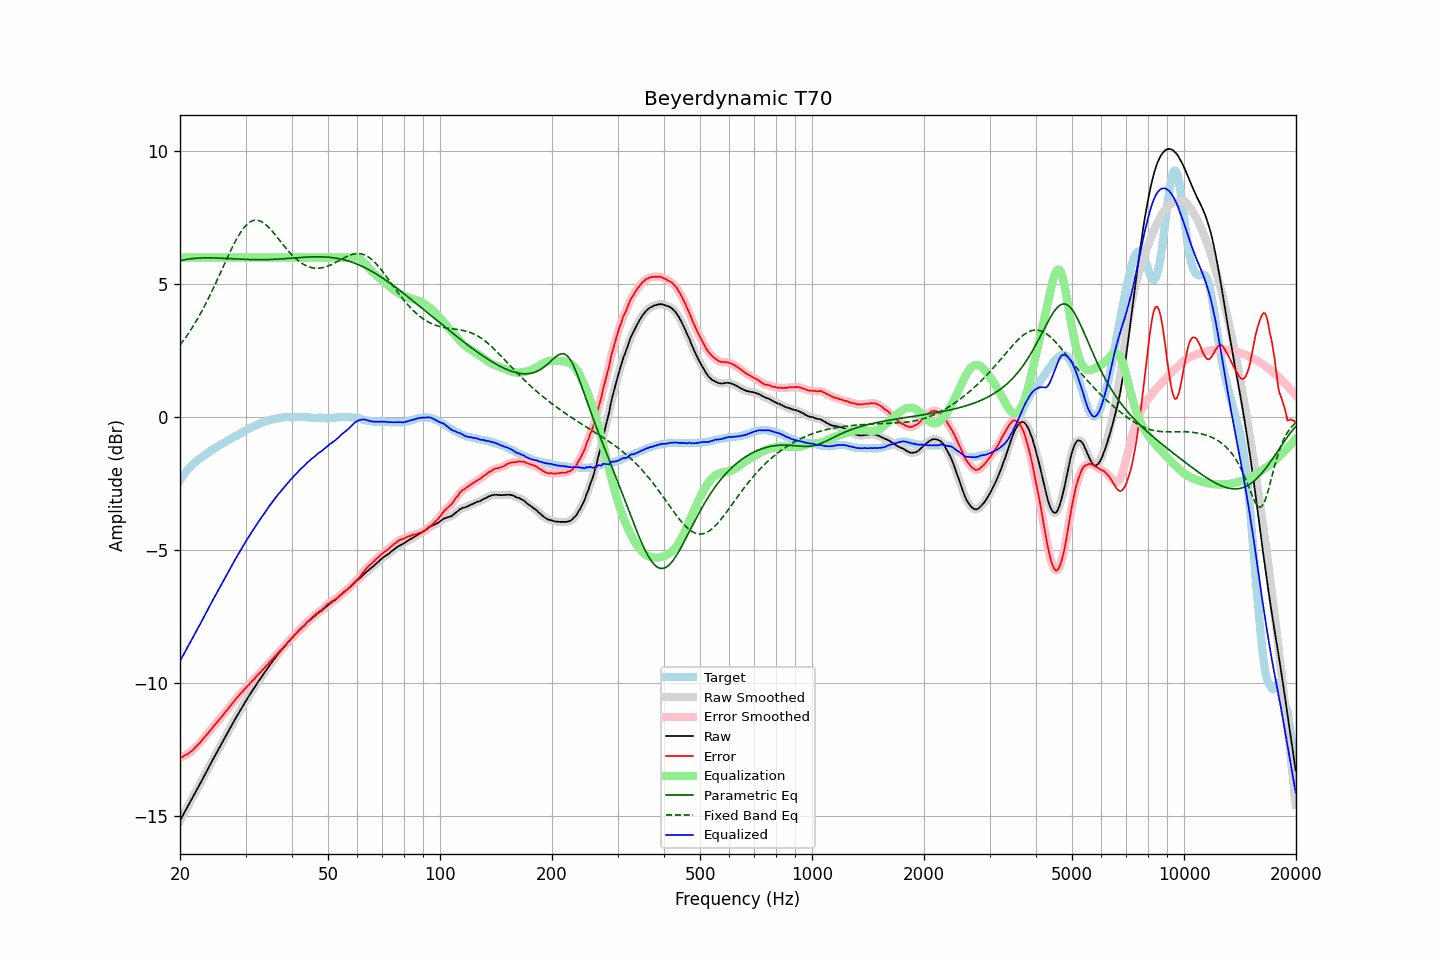 Beyerdynamic T70
Amplitude (dBr)
10
5
0
−5
−10
−15
Target
Raw Smoothed
Error Smoothed
Raw
Error
Equalization
Parametric Eq
Fixed Band Eq
Equalized
20 50 100 200 500 1000 2000 5000 10000 20000
Frequency (Hz)